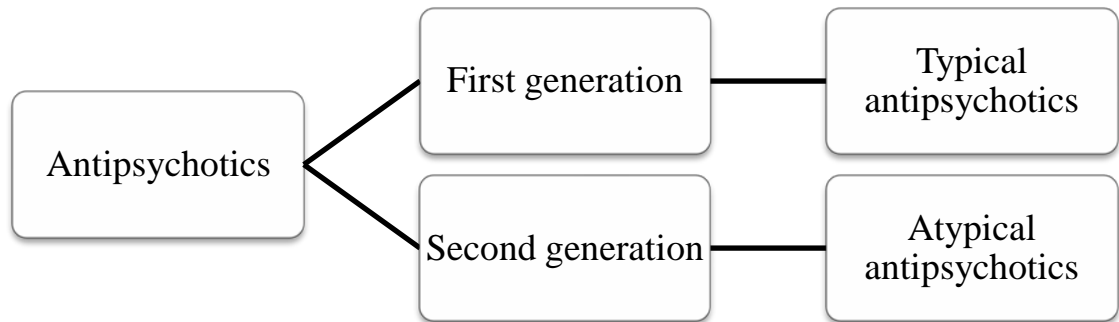 Antipsychotics
First generation
Typical
antipsychotics
Second generation
Atypical
antipsychotics